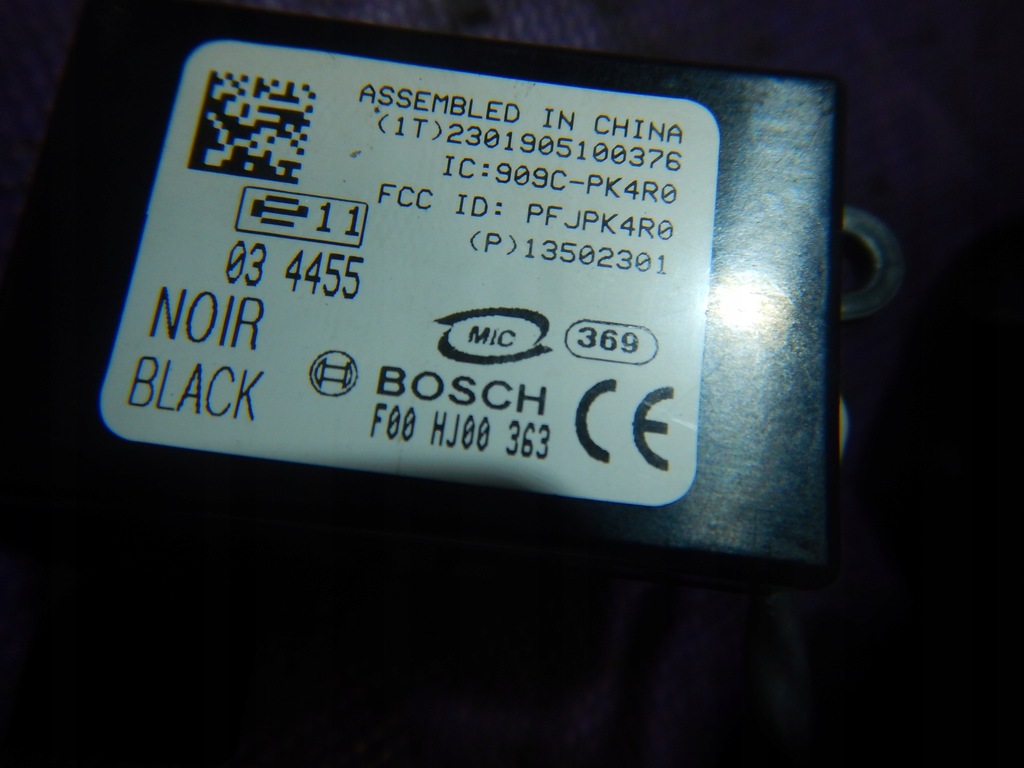 ASSEMBLED IN CHINA
(1T)2301905100376
IC:909C-PK4R0
FCC ID: PFJPK4R0
(P)13502301
e11
03 4455
NOIR
BLACK
MIC
369
BOSCH
F00 HJ00 363
CE